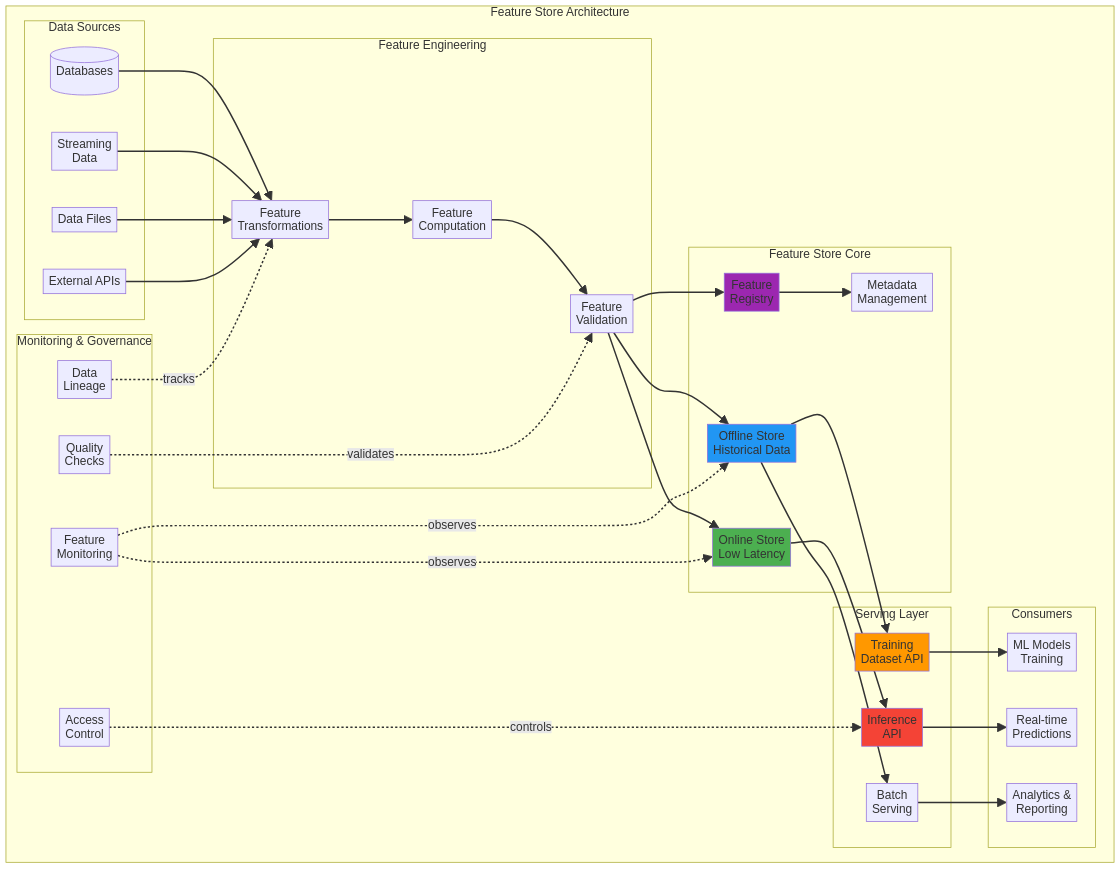 Feature Store Architecture
Data Sources
Databases
Streaming
Data
Data Files
External APIs
Feature Engineering
Feature
Transformations
Feature
Computation
Feature
Validation
Monitoring & Governance
Data
Lineage
tracks
Quality
Checks
validates
Feature
Monitoring
observes
observes
Access
Control
controls
Feature Store Core
Feature
Registry
Metadata
Management
Offline Store
Historical Data
Online Store
Low Latency
Serving Layer
Training
Dataset API
Inference
API
Batch
Serving
Consumers
ML Models
Training
Real-time
Predictions
Analytics &
Reporting